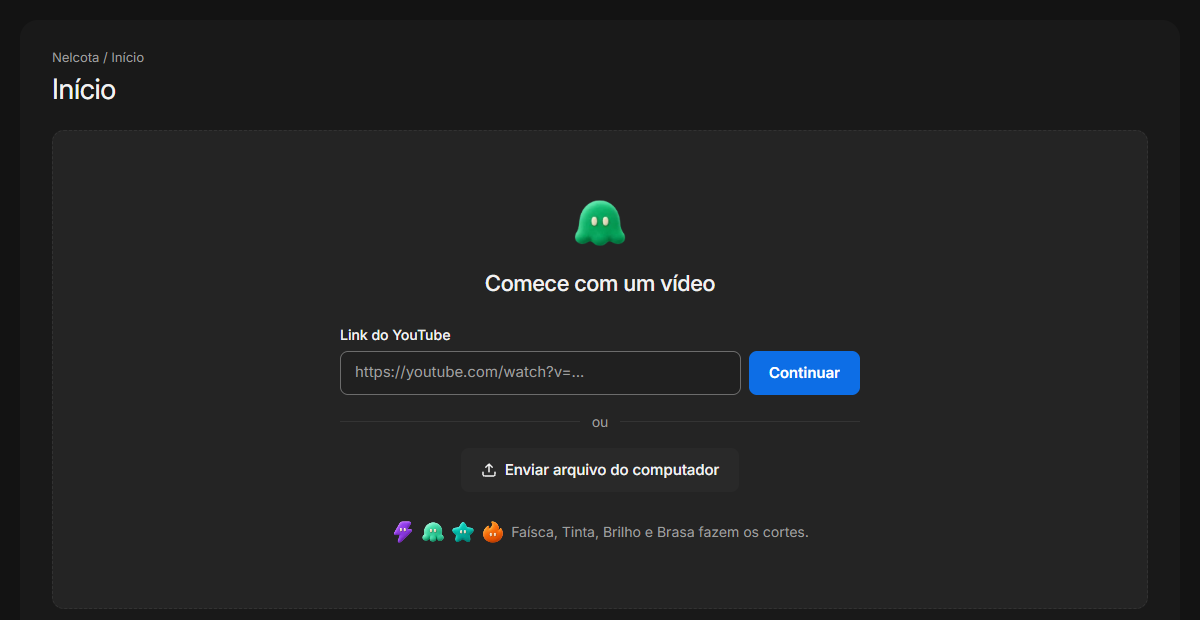 Nelcota / Início
Início
Comece com um vídeo
Link do YouTube
https://youtube.com/watch?v=...
Continuar
ou
Enviar arquivo do computador
Faísca, Tinta, Brilho e Brasa fazem os cortes.